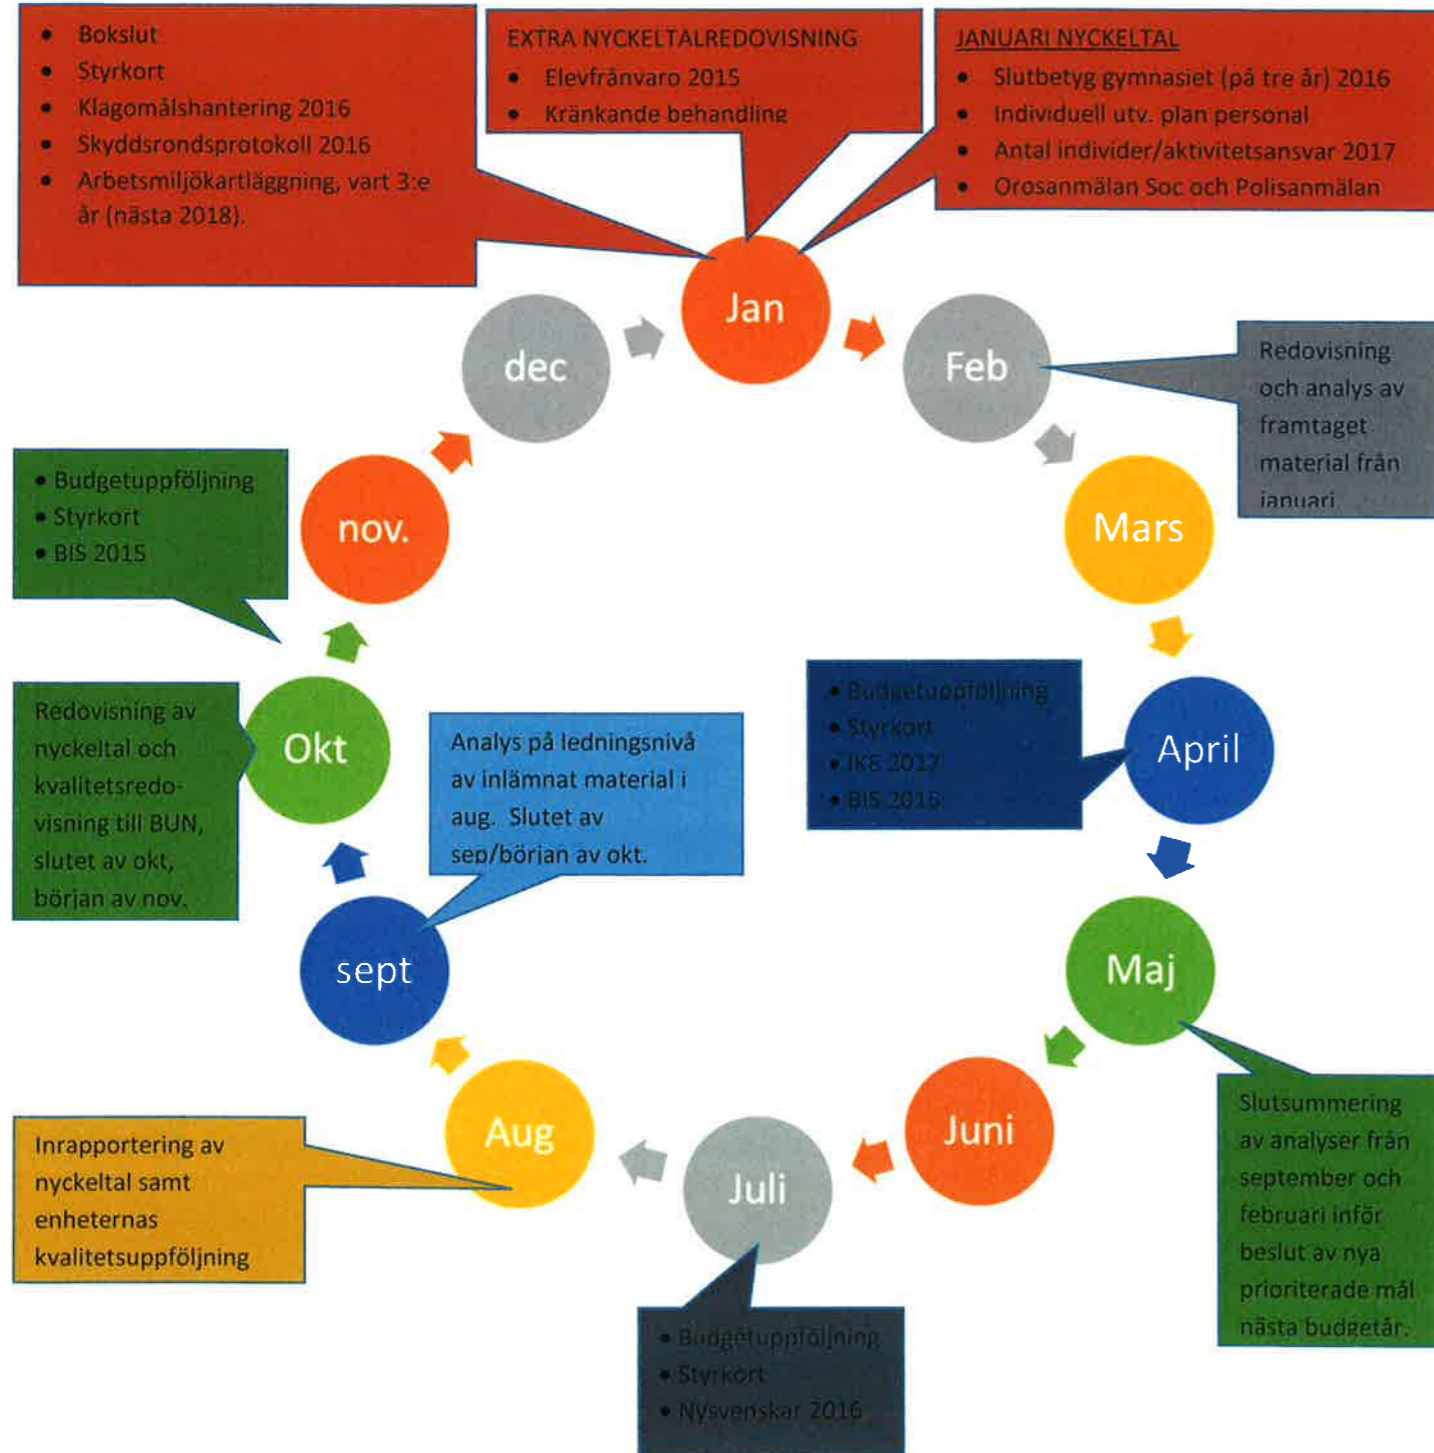 • Bokslut
• Styrkort
• Klagomålshantering 2016
• Skyddsrondsprotokoll 2016
• Arbetsmiljökartläggning, vart 3:e
år (nästa 2018).
EXTRA NYCKELTALREDOVISNING
• Elevfrånvaro 2015
• Kränkande behandling
JANUARI NYCKELTAL
• Slutbetyg gymnasiet (på tre år) 2016
• Individuell utv. plan personal
• Antal individer/aktivitetsansvar 2017
• Orosanmälan Soc och Polisanmälan
Jan
Feb
Redovisning
och analys av
framtaget
material från
januari.
Mars
April
• Budgetuppföljning
• Styrkort
• IKE 2017
• BIS 2015
Maj
Slutsummering
av analyser från
september och
februari inför
beslut av nya
prioriterade mål
nästa budgetår.
Juni
Juli
• Budgetuppföljning
• Styrkort
• Nysvenskar 2016
Aug
Inrapportering av
nyckeltal samt
enheternas
kvalitetsuppföljning
sept
Analys på ledningsnivå
av inlämnat material i
aug. Slutet av
sep/början av okt.
Okt
Redovisning av
nyckeltal och
kvalitetsredo-
visning till BUN,
slutet av okt,
början av nov.
• Budgetuppföljning
• Styrkort
• BIS 2015
nov.
dec